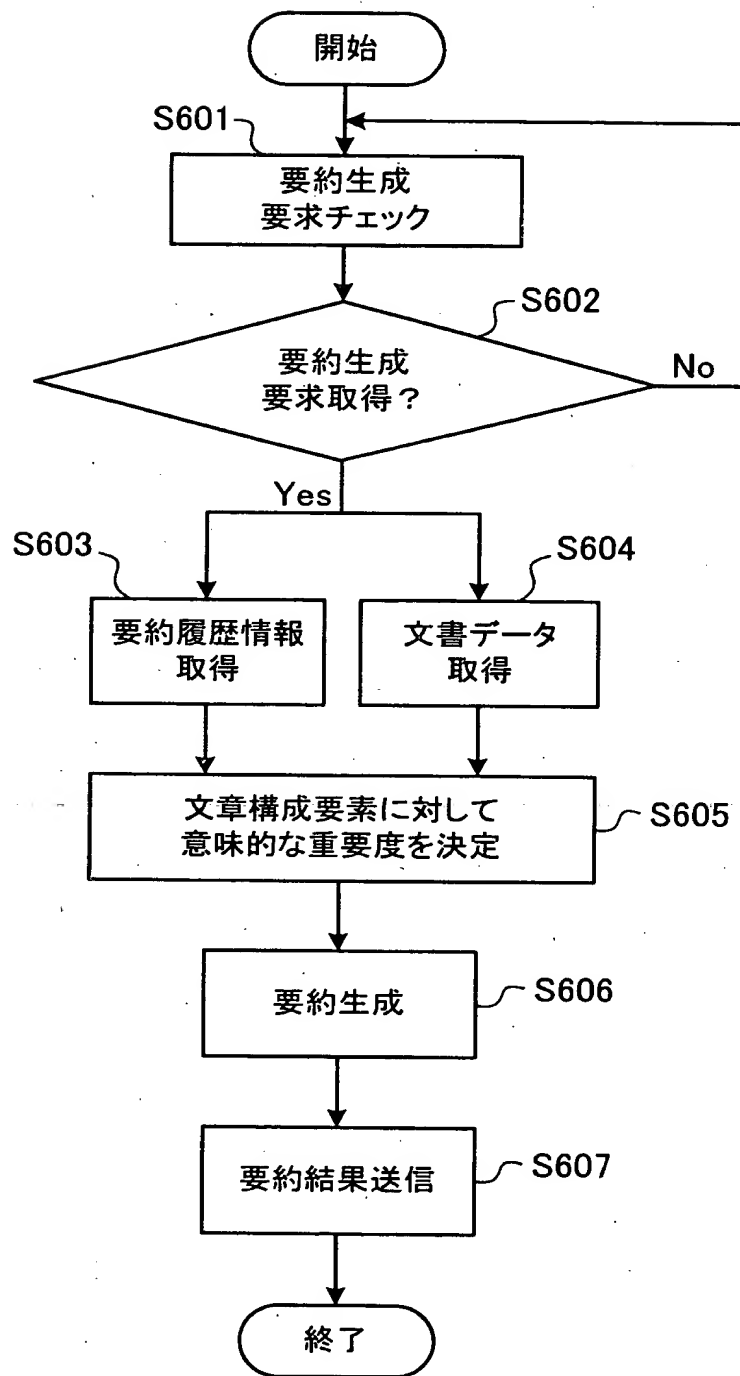 開始
S601
要約生成
要求チェック
S602
要約生成
要求取得？
No
Yes
S603
S604
要約履歴情報
取得
文書データ
取得
文章構成要素に対して
意味的な重要度を決定
S605
要約生成
S606
要約結果送信
S607
終了